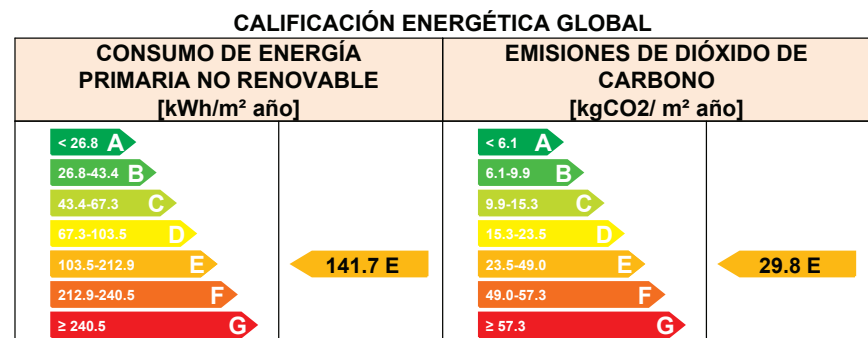 CALIFICACIÓN ENERGÉTICA GLOBAL
CONSUMO DE ENERGÍA
PRIMARIA NO RENOVABLE
[kWh/m² año]
EMISIONES DE DIÓXIDO DE
CARBONO
[kgCO2/ m² año]
< 26.8 A
26.8-43.4 B
43.4-67.3 C
67.3-103.5 D
103.5-212.9 E
212.9-240.5 F
≥ 240.5 G
141.7 E
< 6.1 A
6.1-9.9 B
9.9-15.3 C
15.3-23.5 D
23.5-49.0 E
49.0-57.3 F
≥ 57.3 G
29.8 E